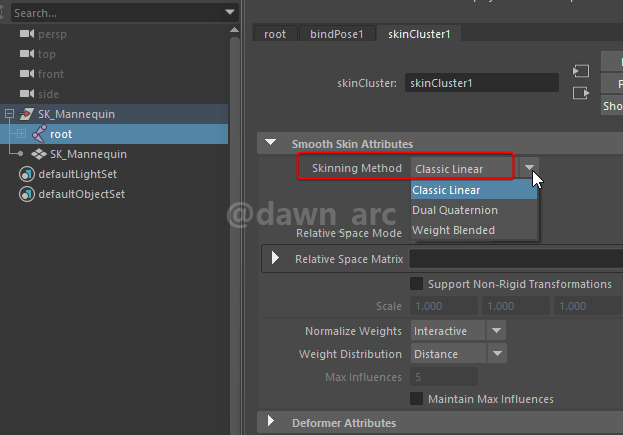 Search...
persp
top
front
side
SK_Mannequin
root
SK_Mannequin
defaultLightSet
defaultObjectSet
root
bindPose1
skinCluster1
skinCluster:
skinCluster1
Sho
Smooth Skin Attributes
Skinning Method
Classic Linear
Classic Linear
Dual Quaternion
Weight Blended
@dawn_arc
Relative Space Mode
Relative Space Matrix
Support Non-Rigid Transformations
Scale 1.000 1.000 1.000
Normalize Weights Interactive
Weight Distribution Distance
Max Influences 5
Maintain Max Influences
Deformer Attributes